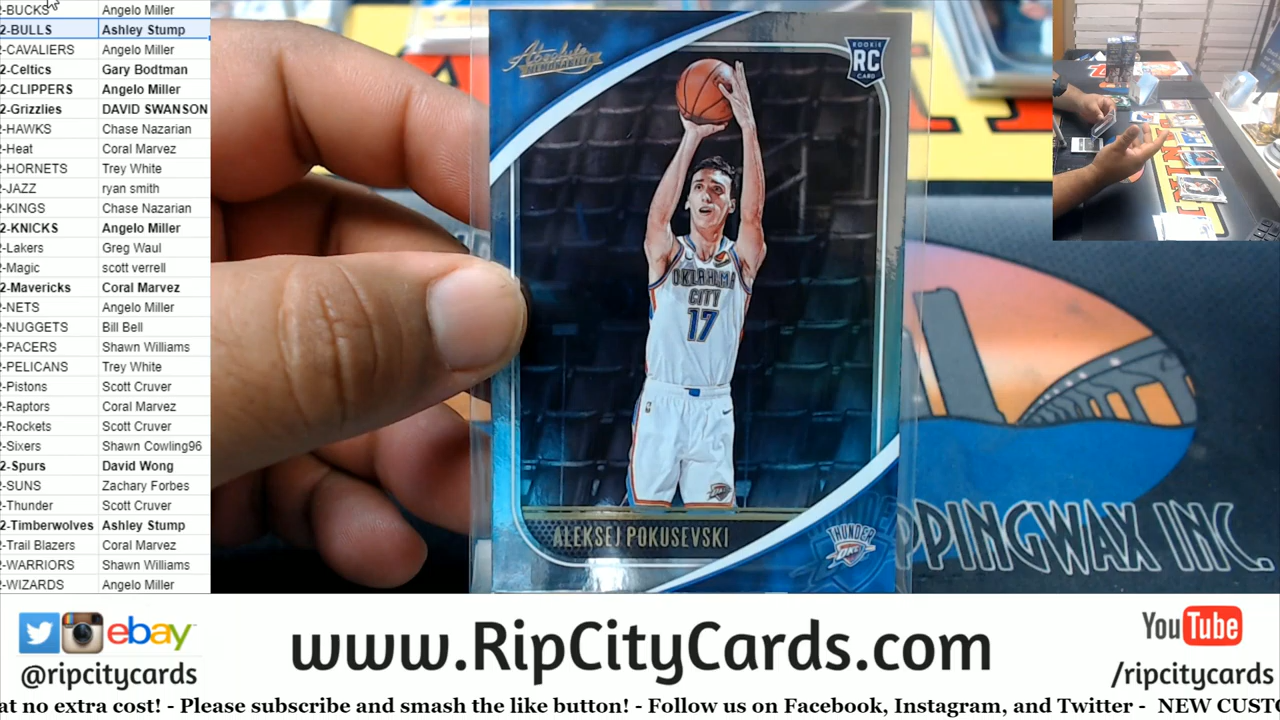 2-BUCKS Angelo Miller
2-BULLS Ashley Stump
2-CAVALIERS Angelo Miller
2-Celtics Gary Bodtman
2-CLIPPERS Angelo Miller
2-Grizzlies DAVID SWANSON
2-HAWKS Chase Nazarian
2-Heat Coral Marvez
2-HORNETS Trey White
2-JAZZ ryan smith
2-KINGS Chase Nazarian
2-KNICKS Angelo Miller
2-Lakers Greg Waul
2-Magic scott verrell
2-Mavericks Coral Marvez
2-NETS Angelo Miller
2-NUGGETS Bill Bell
2-PACERS Shawn Williams
2-PELICANS Trey White
2-Pistons Scott Cruver
2-Raptors Coral Marvez
2-Rockets Scott Cruver
2-Sixers Shawn Cowling96
2-Spurs David Wong
2-SUNS Zachary Forbes
2-Thunder Scott Cruver
2-Timberwolves Ashley Stump
2-Trail Blazers Coral Marvez
2-WARRIORS Shawn Williams
2-WIZARDS Angelo Miller
Absolute
MEMORABILIA
ROOKIE
RC
CARD
OKLAHOMA
CITY
17
ALEKSEJ POKUSEVSKI
THUNDER
OKC
PPINGWAX INC.
ebay
@ripcitycards
www.RipCityCards.com
YouTube
/ripcitycards
at no extra cost! - Please subscribe and smash the like button! - Follow us on Facebook, Instagram, and Twitter - NEW CUSTO